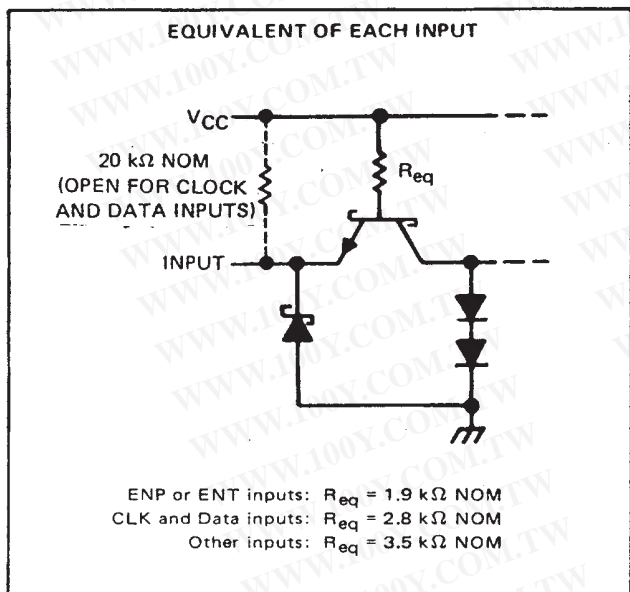 EQUIVALENT OF EACH INPUT
VCC
20 kΩ NOM
(OPEN FOR CLOCK
AND DATA INPUTS)
Req
INPUT
ENP or ENT inputs: Req = 1.9 kΩ NOM
CLK and Data inputs: Req = 2.8 kΩ NOM
Other inputs: Req = 3.5 kΩ NOM
WWW.100Y.COM.TW